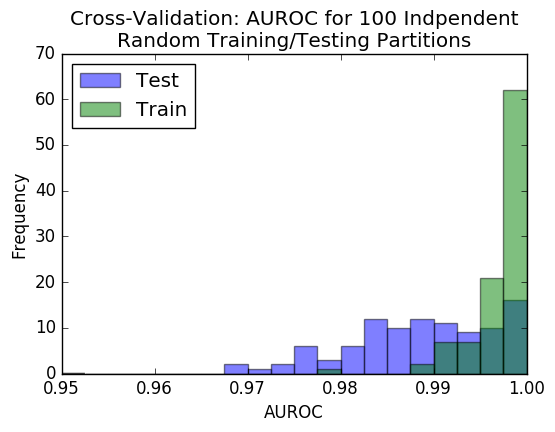 Cross-Validation: AUROC for 100 Indpendent
Random Training/Testing Partitions
70
60
50
40
30
20
10
0
Frequency
Test
Train
0.95 0.96 0.97 0.98 0.99 1.00
AUROC